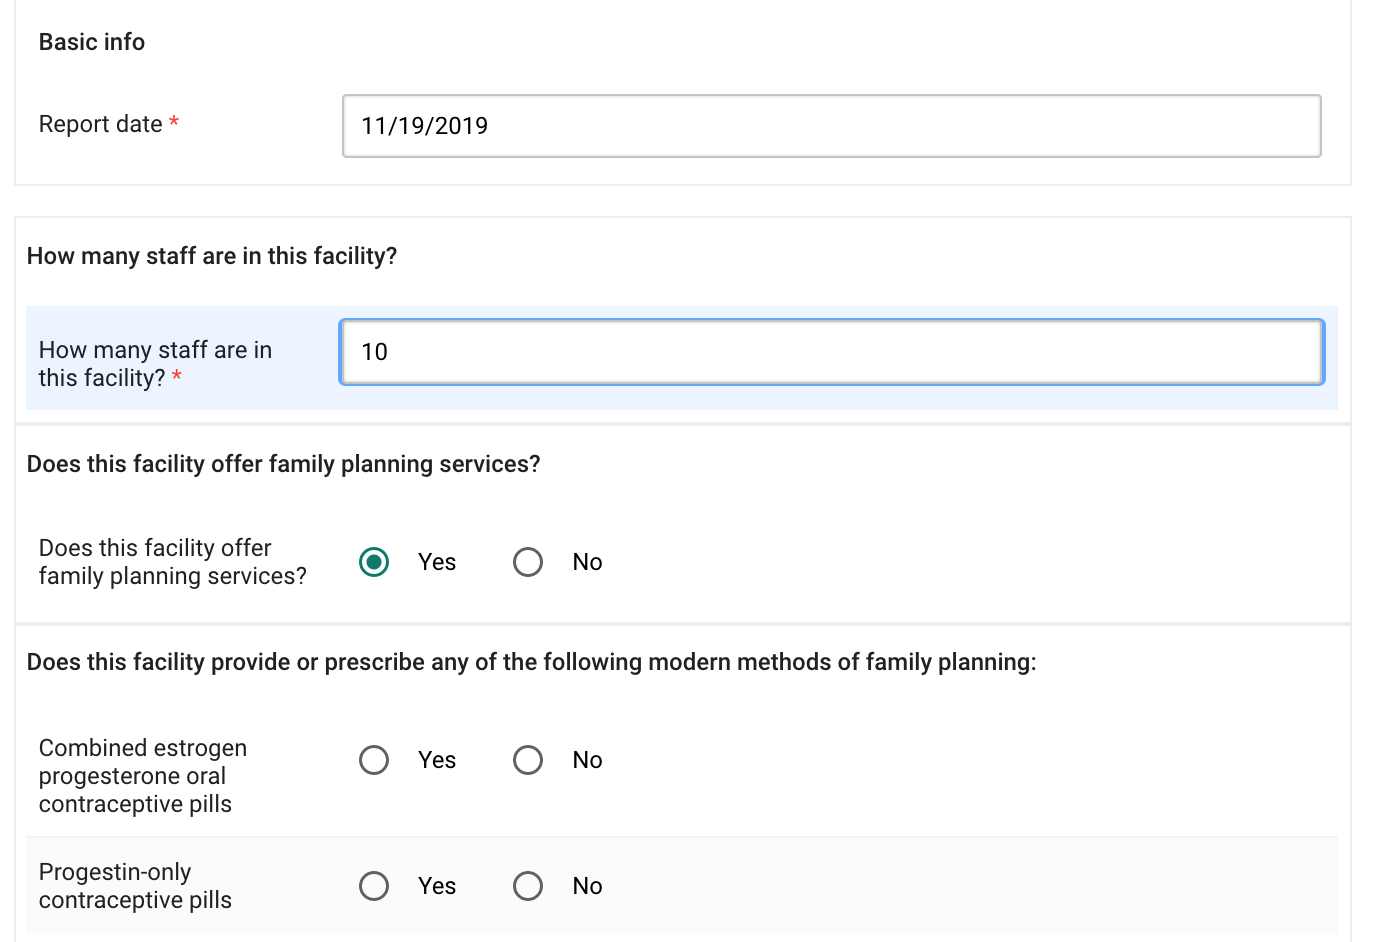 Basic info
Report date *
11/19/2019
How many staff are in this facility?
How many staff are in
this facility? *
10
Does this facility offer family planning services?
Does this facility offer
family planning services?
Yes
No
Does this facility provide or prescribe any of the following modern methods of family planning:
Combined estrogen
progesterone oral
contraceptive pills
Yes
No
Progestin-only
contraceptive pills
Yes
No